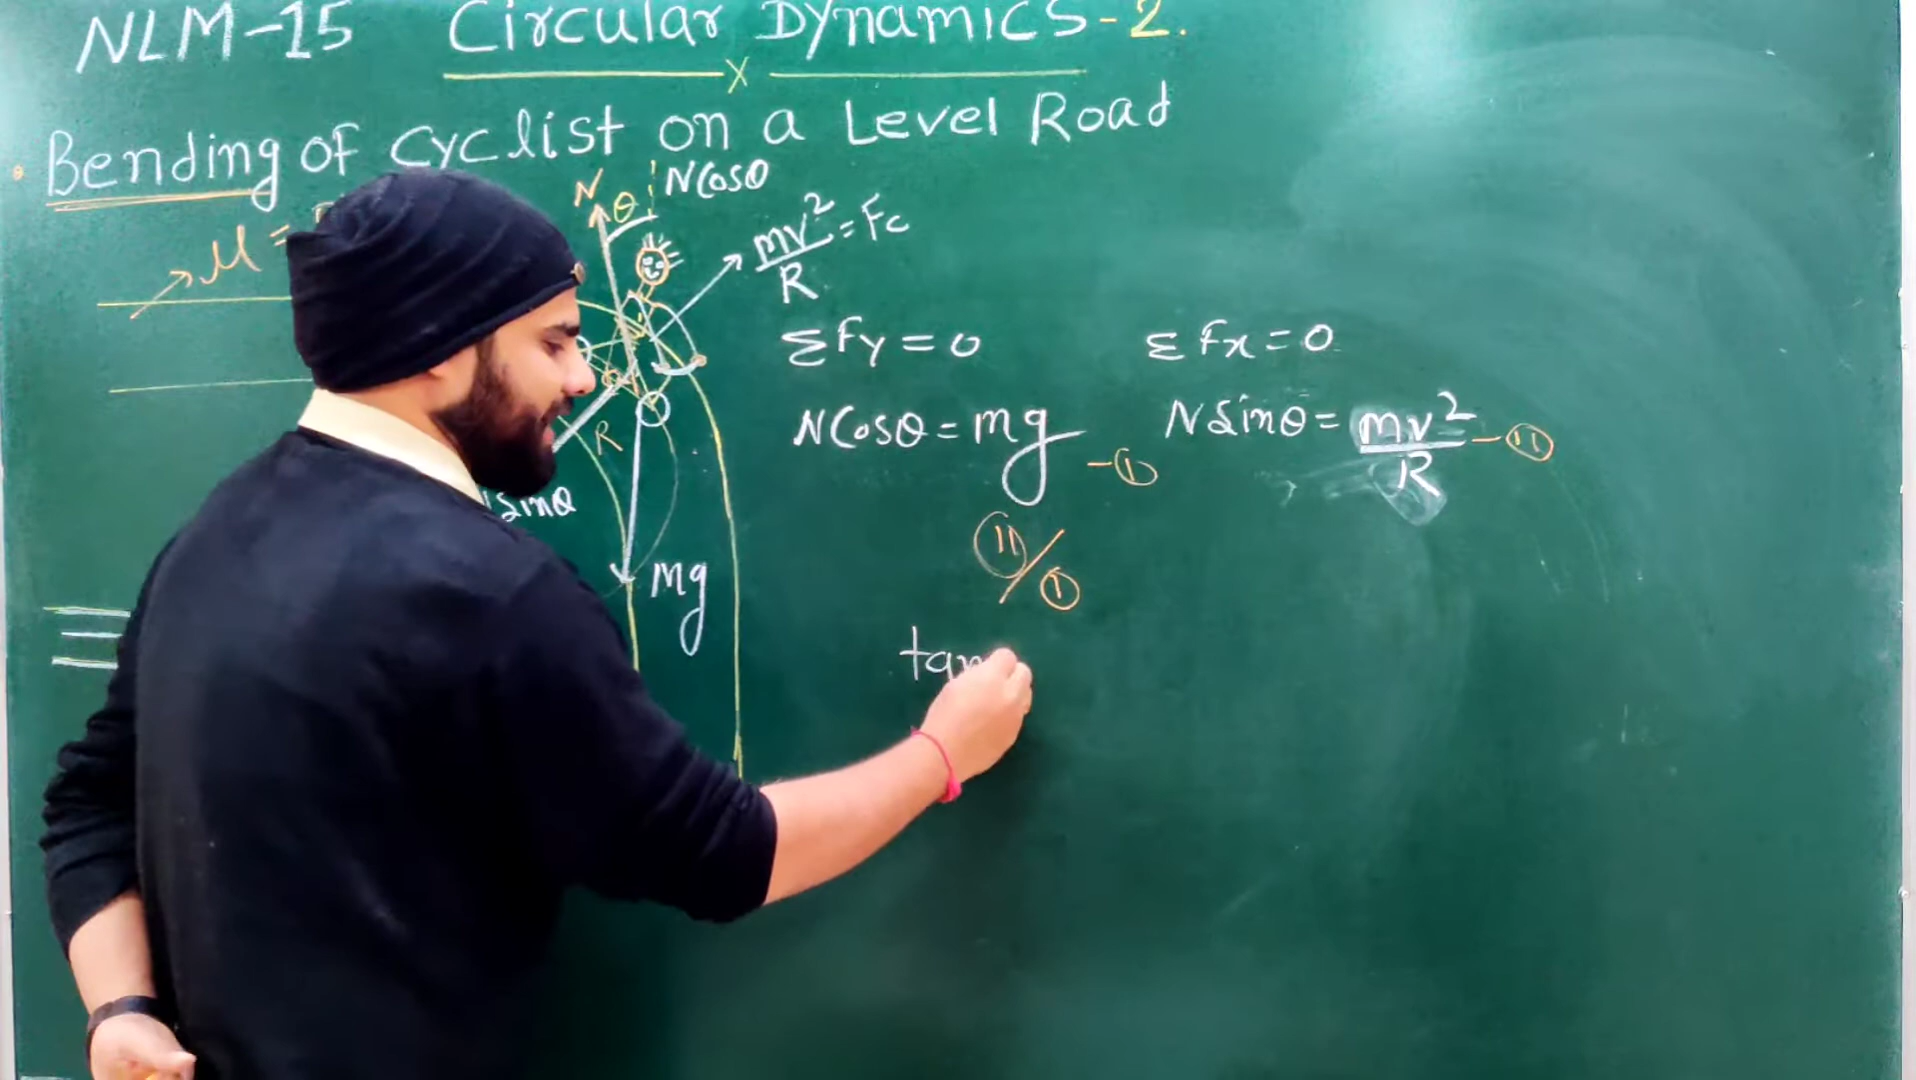 NLM-15 Circular Dynamics-2.
Bending of cyclist on a Level Road
N θ NCosθ
→ M =
mv²/R = Fc
ΣFy = 0 ΣFx = 0
NCosθ = mg -① NSinθ = mv²/R -⑪
R
Sinθ
⑪/①
mg
tan